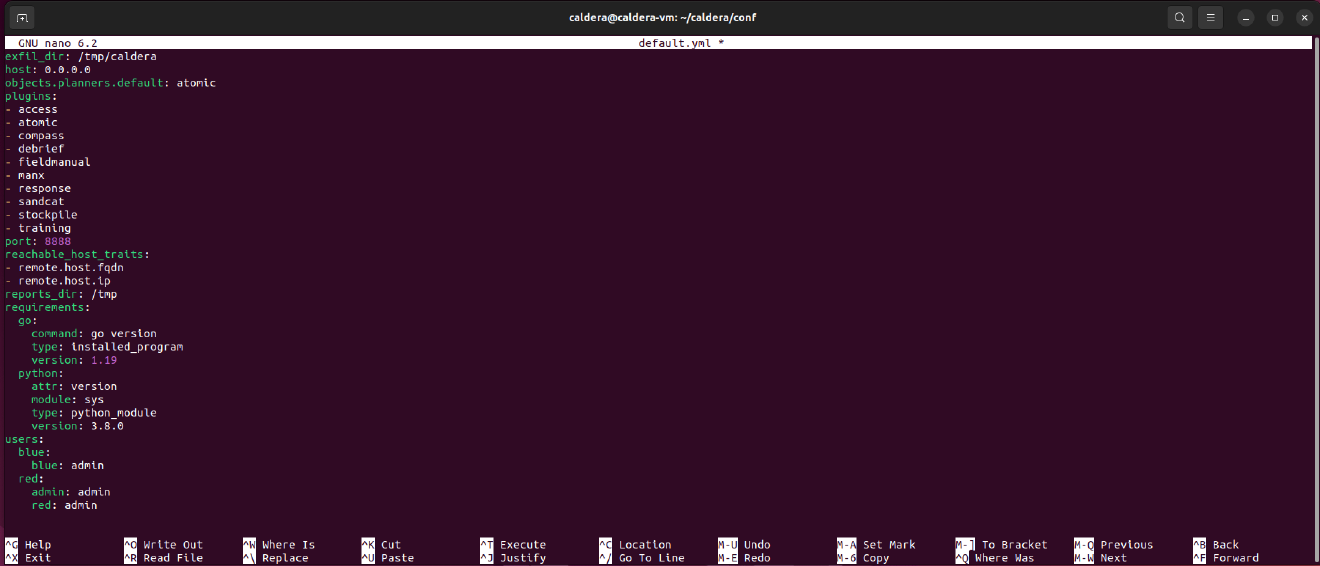 caldera@caldera-vm: ~/caldera/conf
GNU nano 6.2 default.yml *
exfil_dir: /tmp/caldera
host: 0.0.0.0
objects.planners.default: atomic
plugins:
- access
- atomic
- compass
- debrief
- fieldmanual
- manx
- response
- sandcat
- stockpile
- training
port: 8888
reachable_host_traits:
- remote.host.fqdn
- remote.host.ip
reports_dir: /tmp
requirements:
  go:
    command: go version
    type: installed_program
    version: 1.19
  python:
    attr: version
    module: sys
    type: python_module
    version: 3.8.0
users:
  blue:
    blue: admin
  red:
    admin: admin
    red: admin
^G Help ^O Write Out ^W Where Is ^K Cut ^T Execute ^C Location M-U Undo M-A Set Mark M-] To Bracket M-Q Previous ^B Back
^X Exit ^R Read File ^\ Replace ^U Paste ^J Justify ^/ Go To Line M-E Redo M-6 Copy ^Q Where Was M-W Next ^F Forward